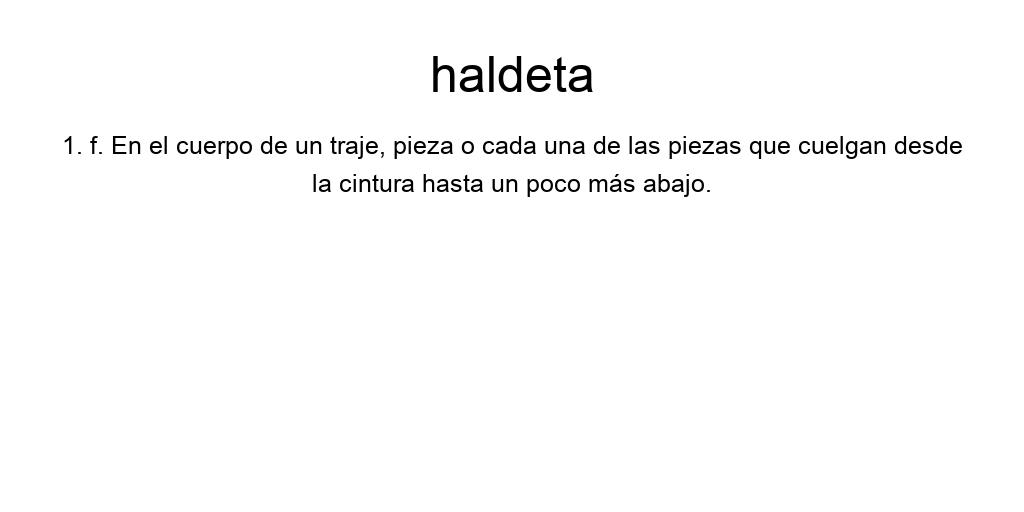 haldeta
1. f. En el cuerpo de un traje, pieza o cada una de las piezas que cuelgan desde
la cintura hasta un poco más abajo.